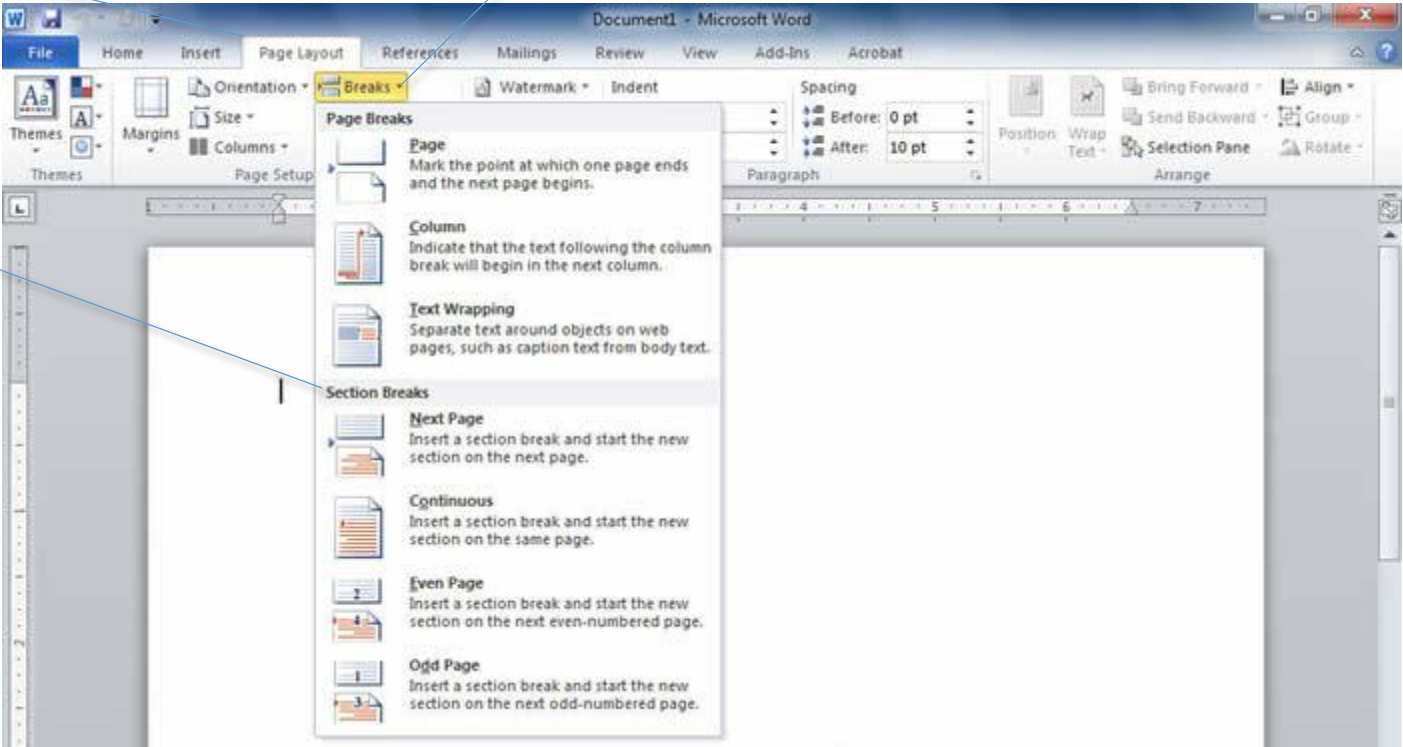 Document1 - Microsoft Word
File Home Insert Page Layout References Mailings Review View Add-Ins Acrobat
Themes
Margins
Orientation
Size
Columns
Breaks
Watermark
Indent
Spacing
Before: 0 pt
After: 10 pt
Position
Wrap
Text
Bring Forward
Send Backward
Selection Pane
Align
Group
Rotate
Themes Page Setup Paragraph Arrange
Page Breaks
Page
Mark the point at which one page ends
and the next page begins.
Column
Indicate that the text following the column
break will begin in the next column.
Text Wrapping
Separate text around objects on web
pages, such as caption text from body text.
Section Breaks
Next Page
Insert a section break and start the new
section on the next page.
Continuous
Insert a section break and start the new
section on the same page.
Even Page
Insert a section break and start the new
section on the next even-numbered page.
Odd Page
Insert a section break and start the new
section on the next odd-numbered page.